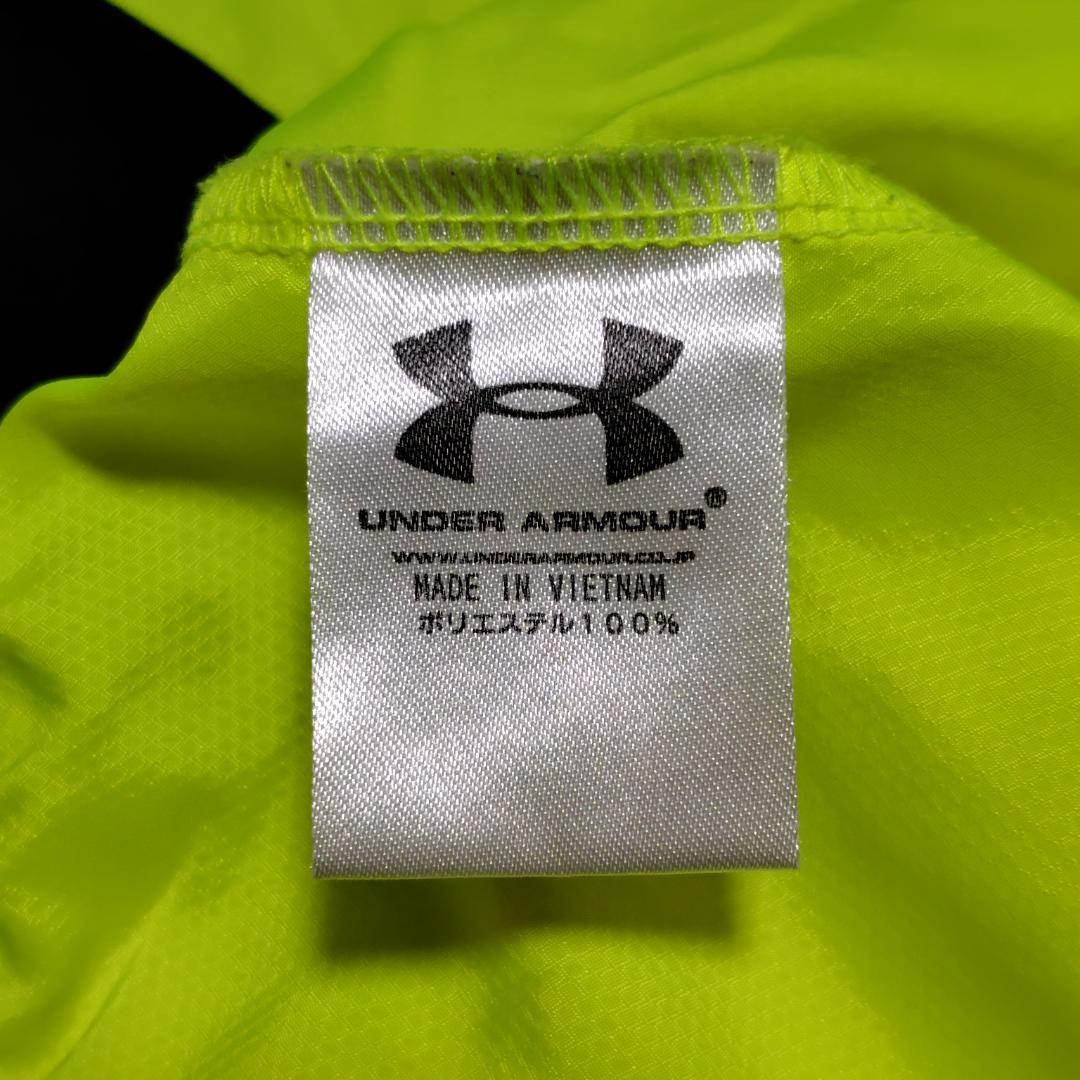 UNDER ARMOUR®
WWW.UNDERARMOUR.CO.JP
MADE IN VIETNAM
ポリエステル100%